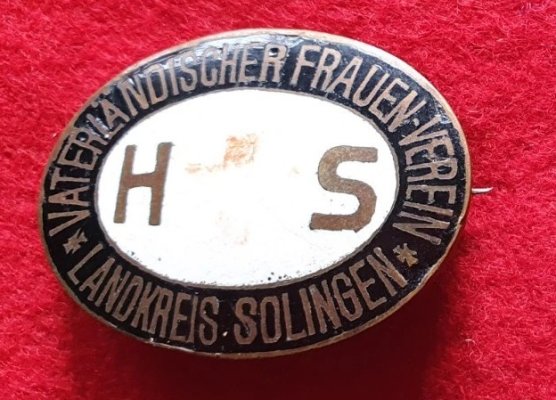 VATERLÄNDISCHER FRAUEN-VEREIN
H S
LANDKREIS SOLINGEN